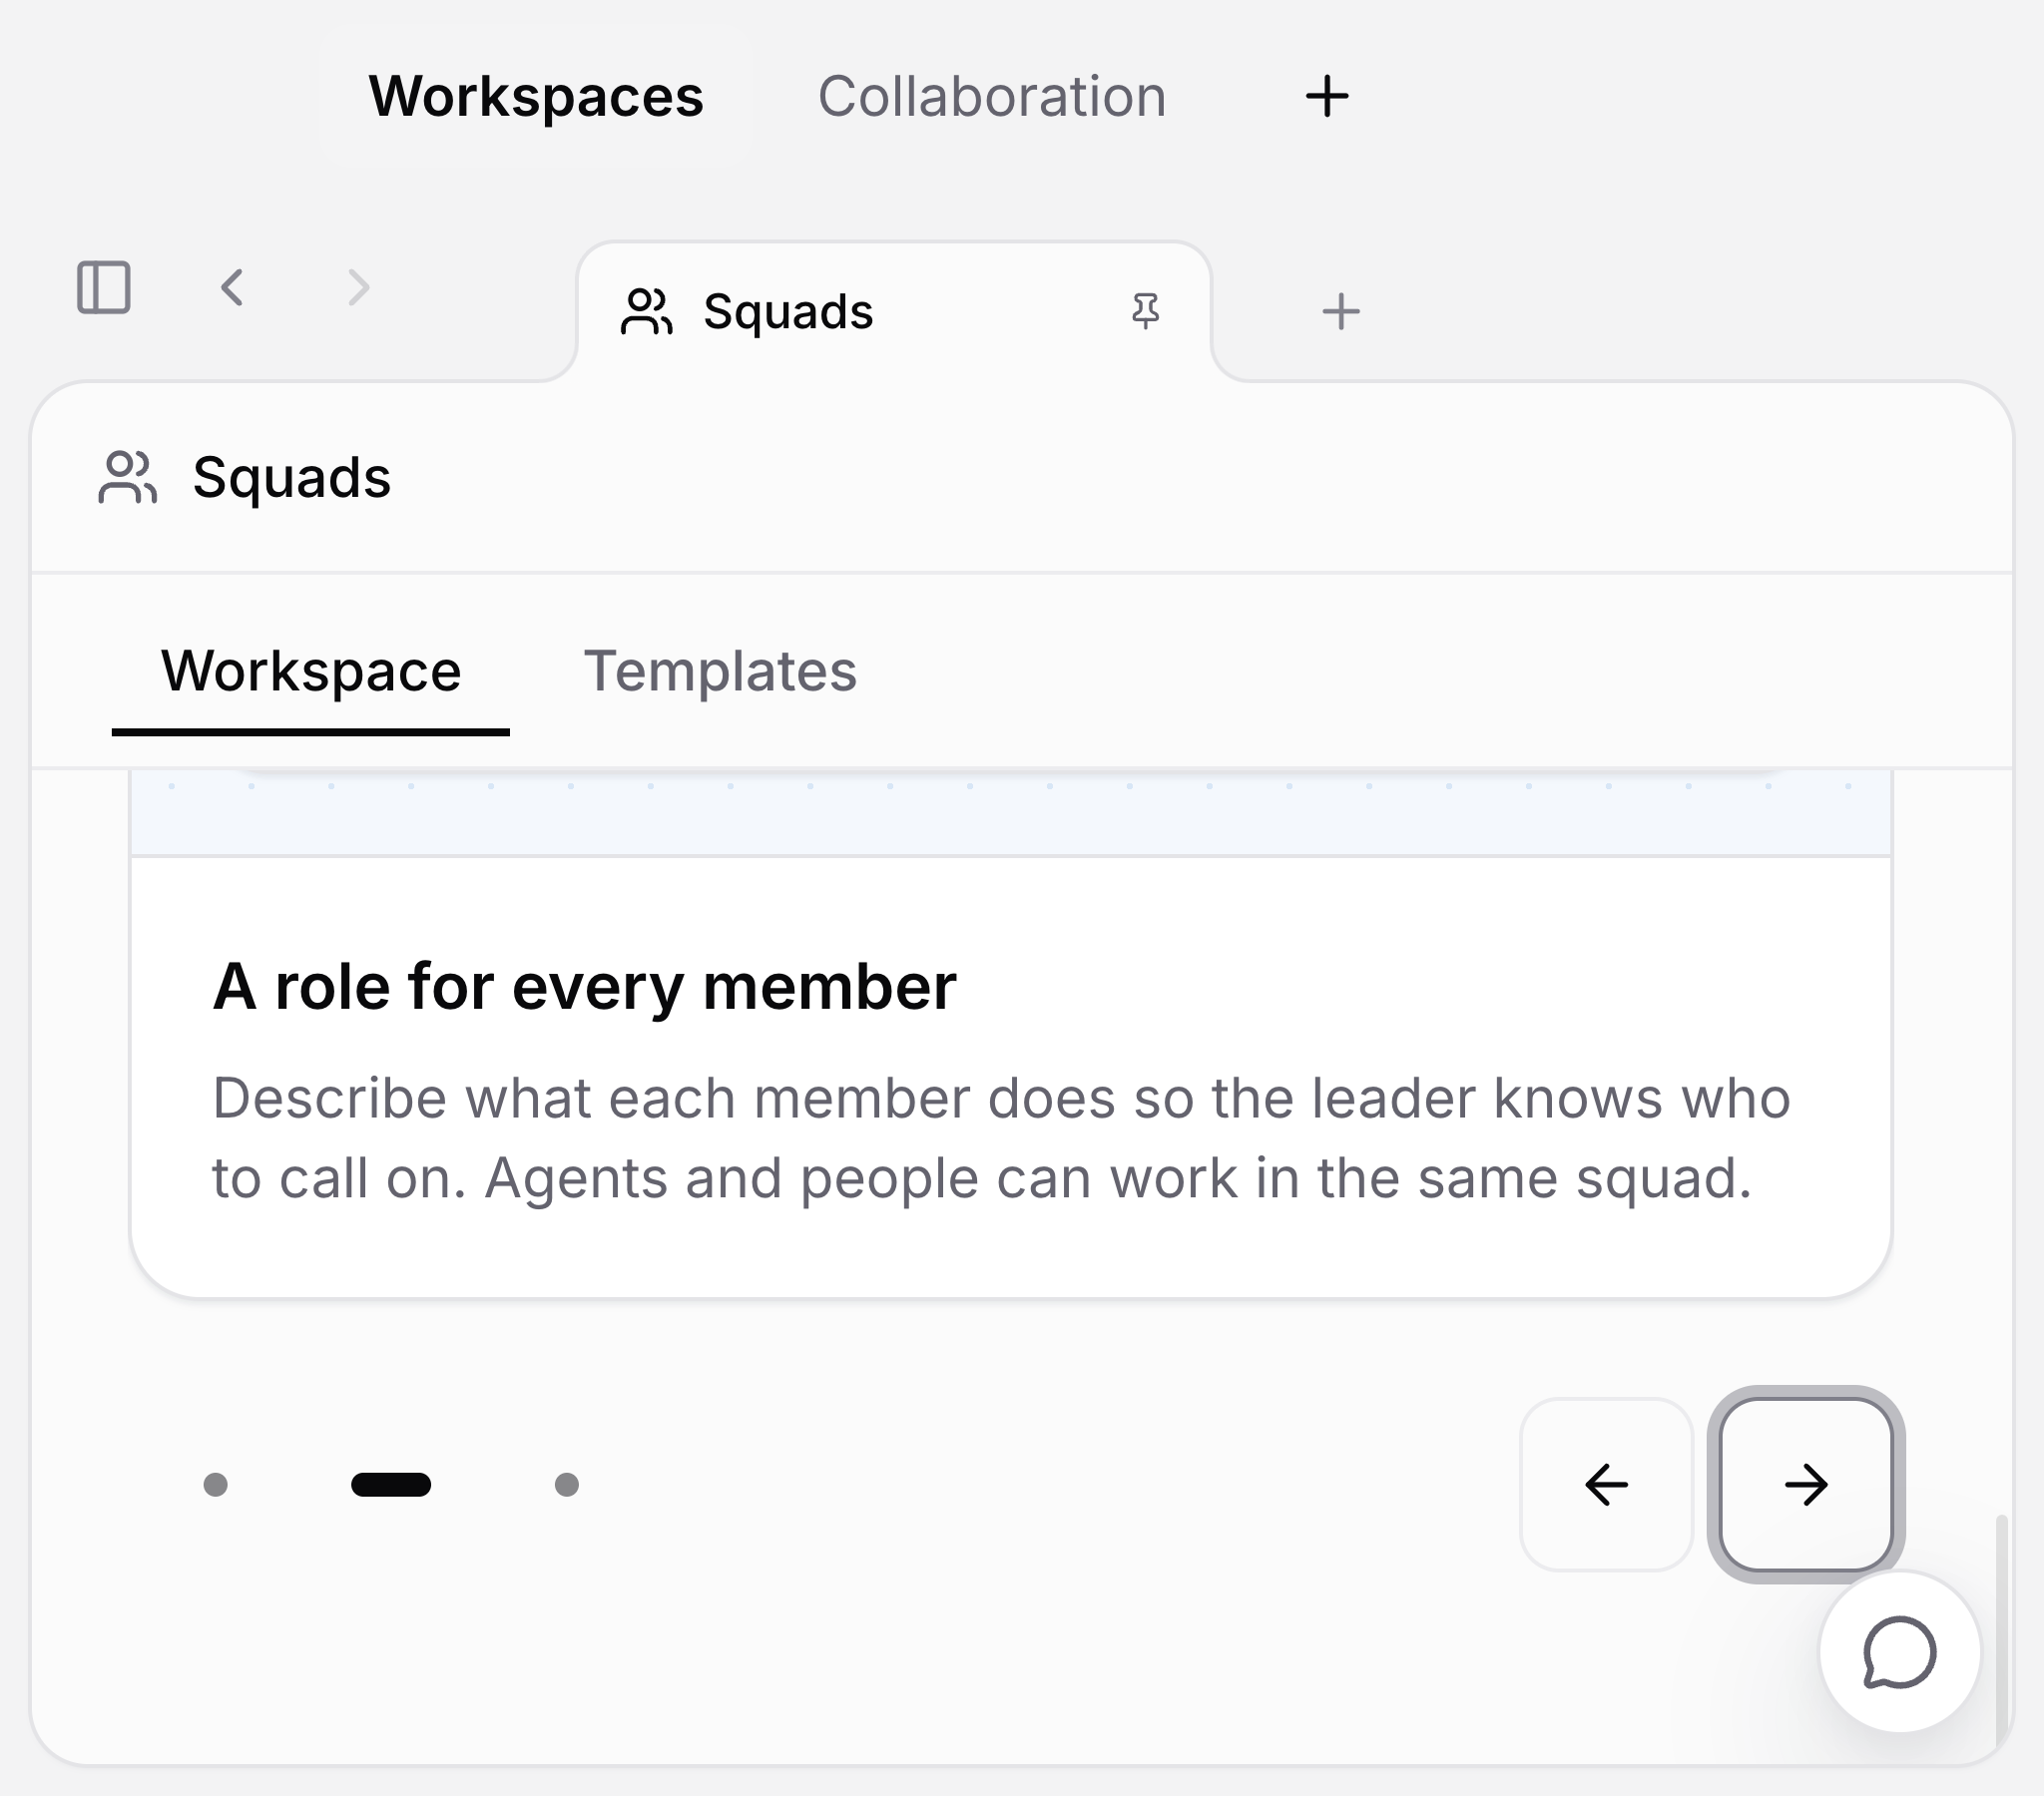 Workspaces Collaboration
Squads
Squads
Workspace Templates
A role for every member
Describe what each member does so the leader knows who
to call on. Agents and people can work in the same squad.